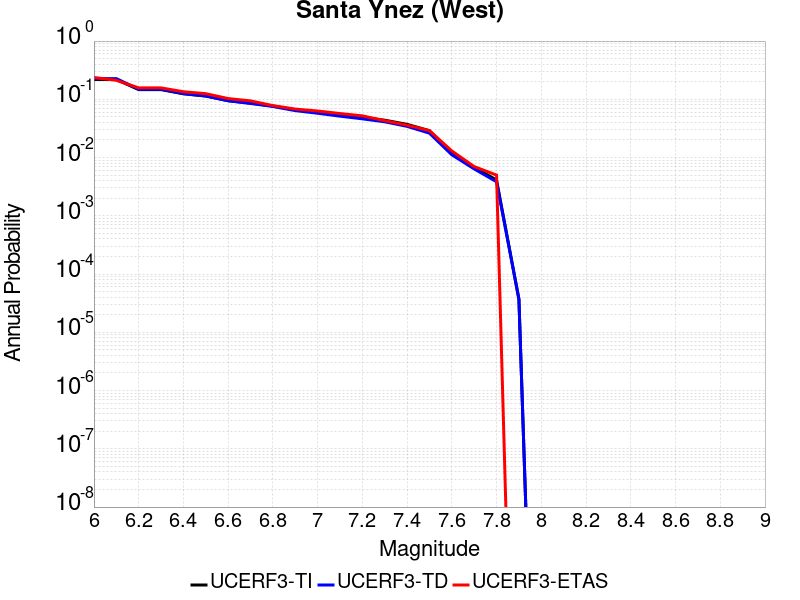 Santa Ynez (West)
10^0
10^-1
10^-2
10^-3
10^-4
10^-5
10^-6
10^-7
10^-8
Annual Probability
6 6.2 6.4 6.6 6.8 7 7.2 7.4 7.6 7.8 8 8.2 8.4 8.6 8.8 9
Magnitude
UCERF3-TI UCERF3-TD UCERF3-ETAS